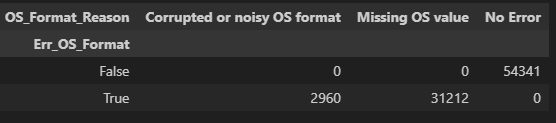 OS_Format_Reason Corrupted or noisy OS format Missing OS value No Error
Err_OS_Format
False 0 0 54341
True 2960 31212 0